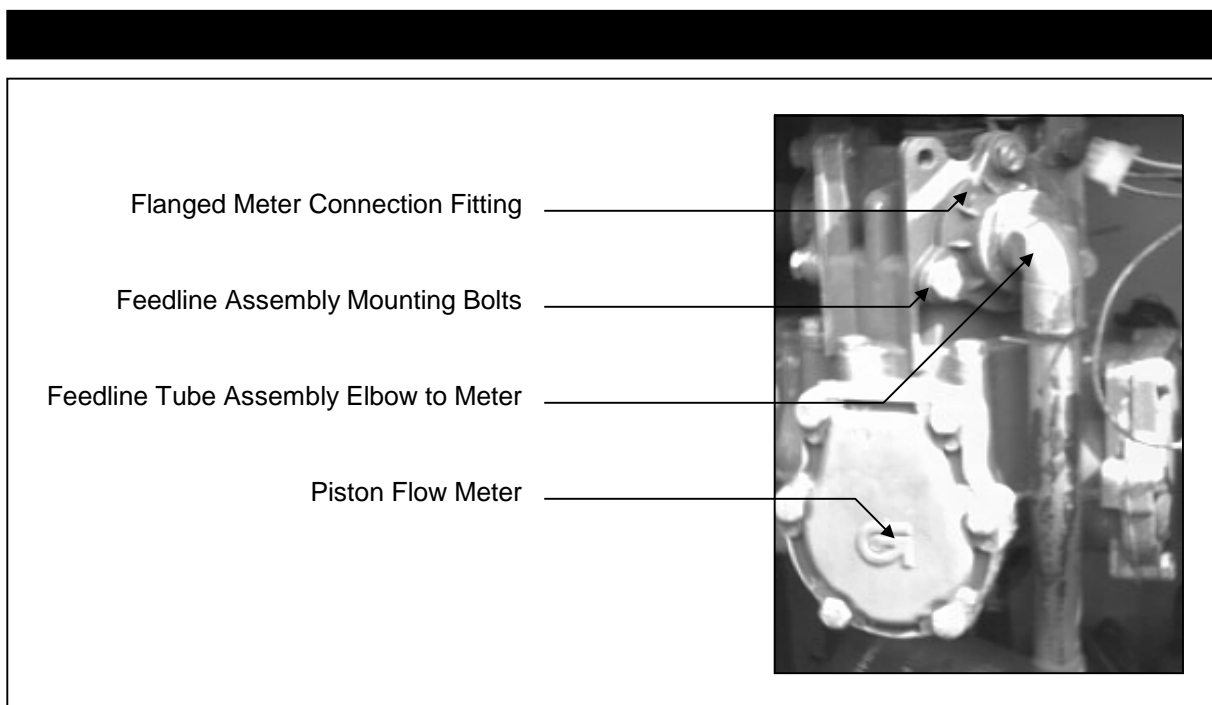 Flanged Meter Connection Fitting
Feedline Assembly Mounting Bolts
Feedline Tube Assembly Elbow to Meter
Piston Flow Meter